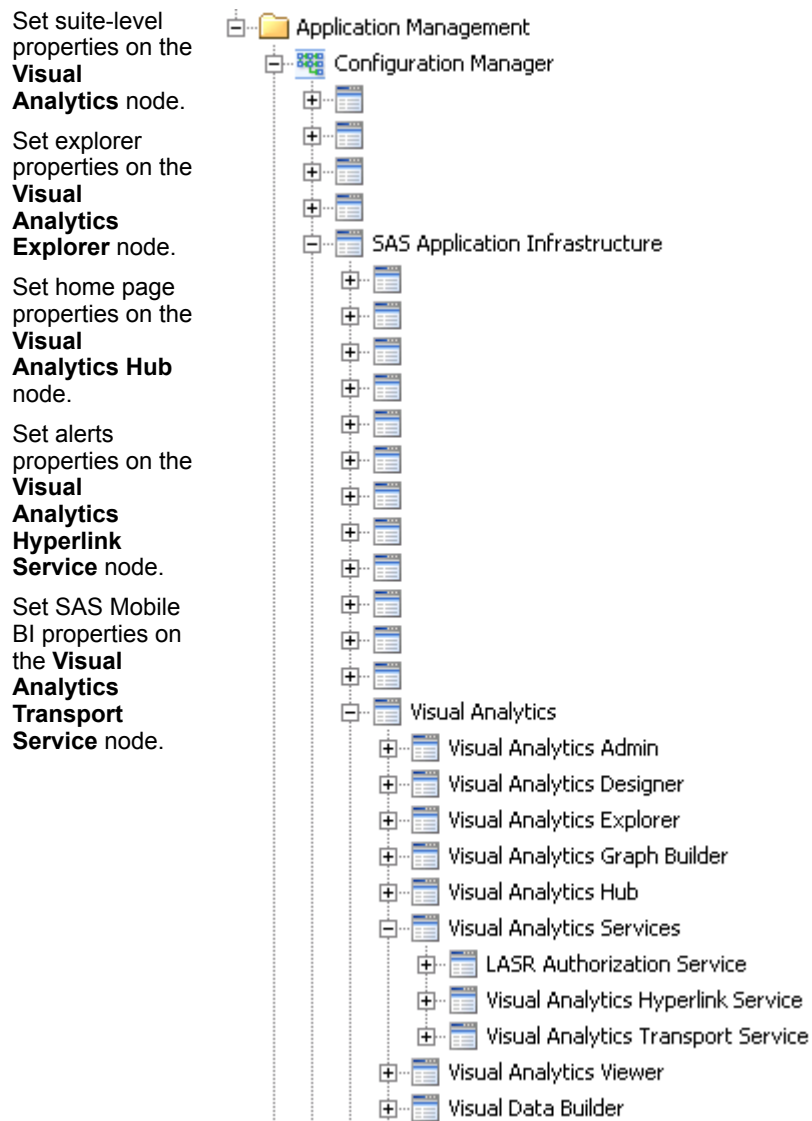 Set suite-level
properties on the
Visual
Analytics node.
Set explorer
properties on the
Visual
Analytics
Explorer node.
Set home page
properties on the
Visual
Analytics Hub
node.
Set alerts
properties on the
Visual
Analytics
Hyperlink
Service node.
Set SAS Mobile
BI properties on
the Visual
Analytics
Transport
Service node.
Application Management
Configuration Manager
SAS Application Infrastructure
Visual Analytics
Visual Analytics Admin
Visual Analytics Designer
Visual Analytics Explorer
Visual Analytics Graph Builder
Visual Analytics Hub
Visual Analytics Services
LASR Authorization Service
Visual Analytics Hyperlink Service
Visual Analytics Transport Service
Visual Analytics Viewer
Visual Data Builder